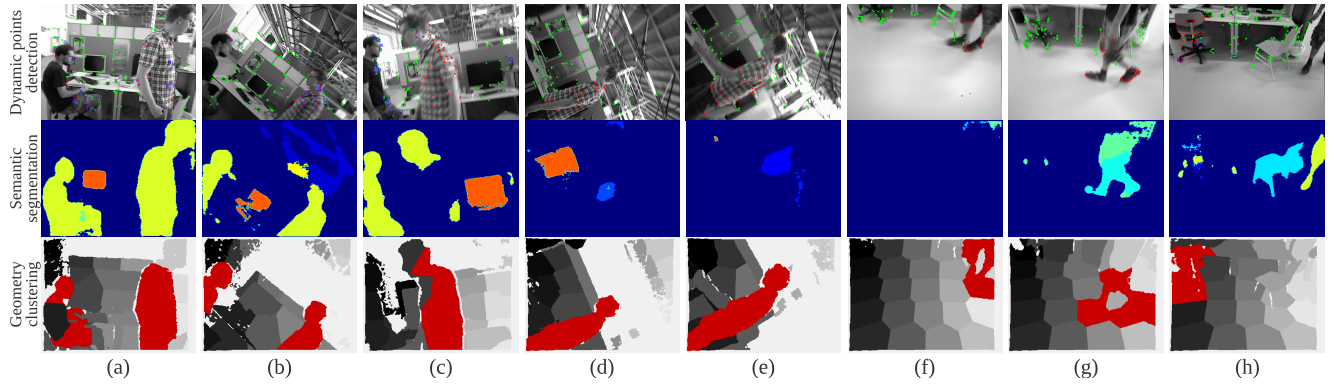 Dynamic points
detection
Semantic
segmentation
Geometry
clustering
(a) (b) (c) (d) (e) (f) (g) (h)